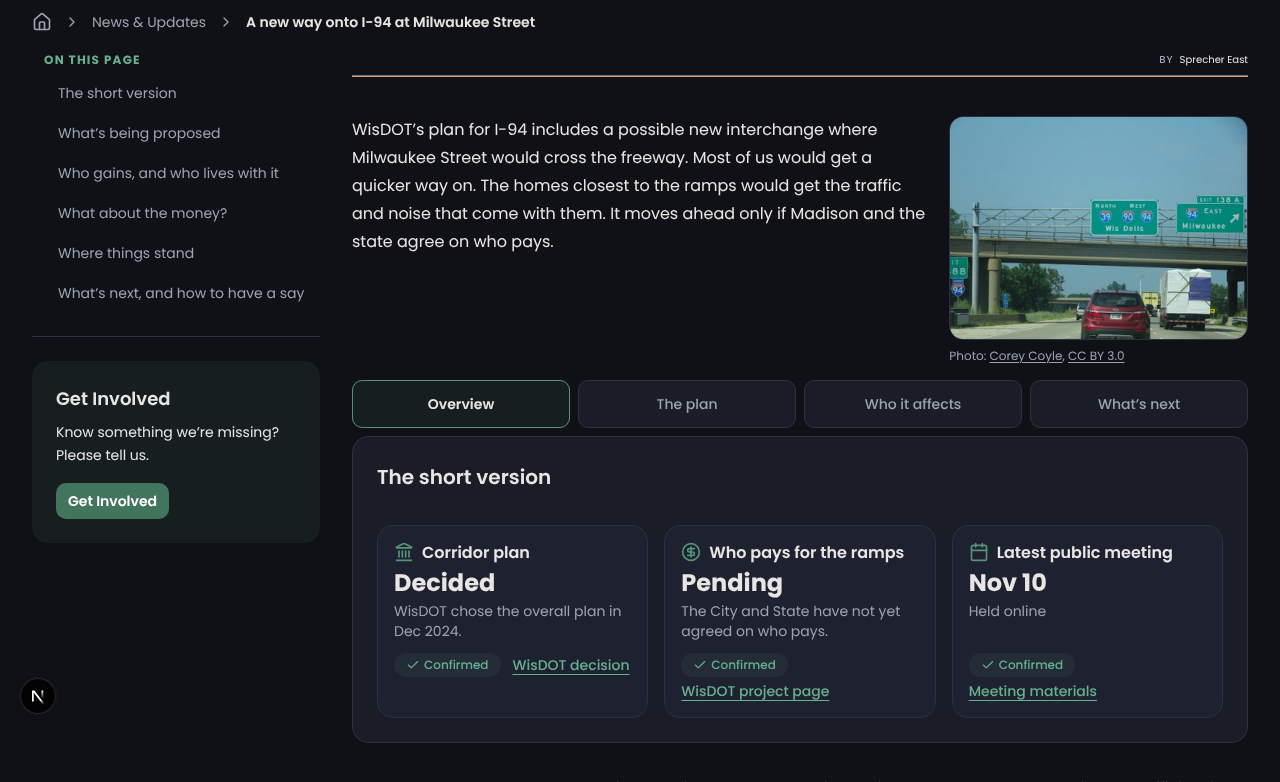 News & Updates
A new way onto I-94 at Milwaukee Street
ON THIS PAGE
The short version
What's being proposed
Who gains, and who lives with it
What about the money?
Where things stand
What's next, and how to have a say
Get Involved
Know something we're missing?
Please tell us.
Get Involved
N
BY Sprecher East
WisDOT's plan for I-94 includes a possible new interchange where
Milwaukee Street would cross the freeway. Most of us would get a
quicker way on. The homes closest to the ramps would get the traffic
and noise that come with them. It moves ahead only if Madison and the
state agree on who pays.
NORTH WEST
39 90 94
Wis Dells
EXIT 138 A
94 EAST
Milwaukee
94
Photo: Corey Coyle, CC BY 3.0
Overview
The plan
Who it affects
What's next
The short version
Corridor plan
Decided
WisDOT chose the overall plan in
Dec 2024.
Confirmed WisDOT decision
Who pays for the ramps
Pending
The City and State have not yet
agreed on who pays.
Confirmed
WisDOT project page
Latest public meeting
Nov 10
Held online
Confirmed
Meeting materials